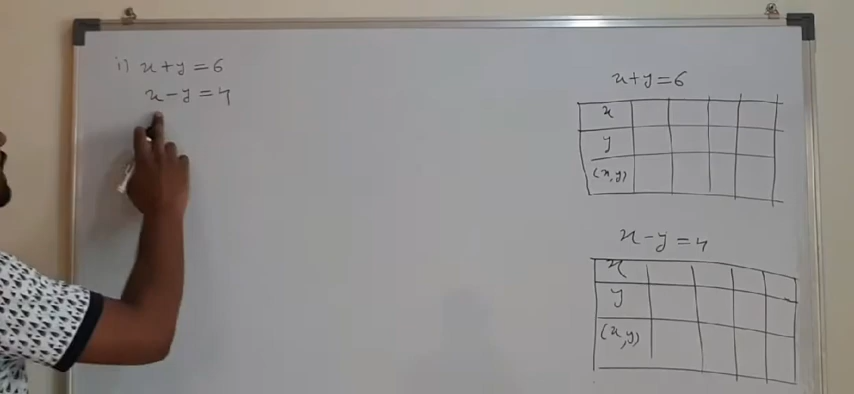 i) x+y=6
x-y=4
x+y=6
x
y
(x,y)
x-y=4
x
y
(x,y)